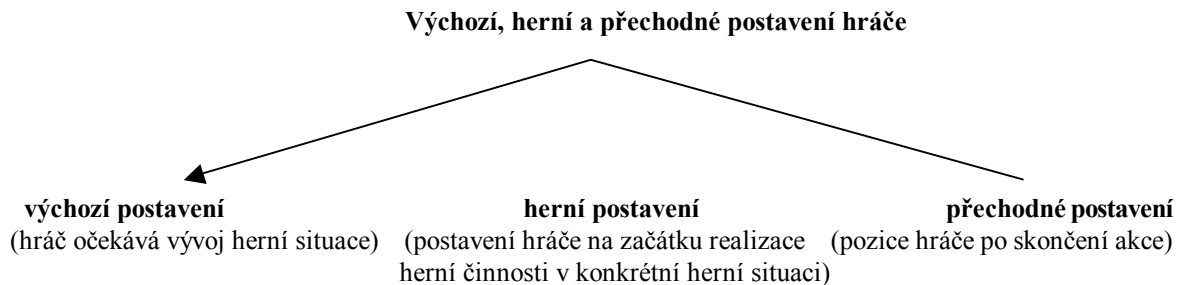 Výchozí, herní a přechodné postavení hráče
výchozí postavení herní postavení přechodné postavení
(hráč očekává vývoj herní situace) (postavení hráče na začátku realizace (pozice hráče po skončení akce)
herní činnosti v konkrétní herní situaci)